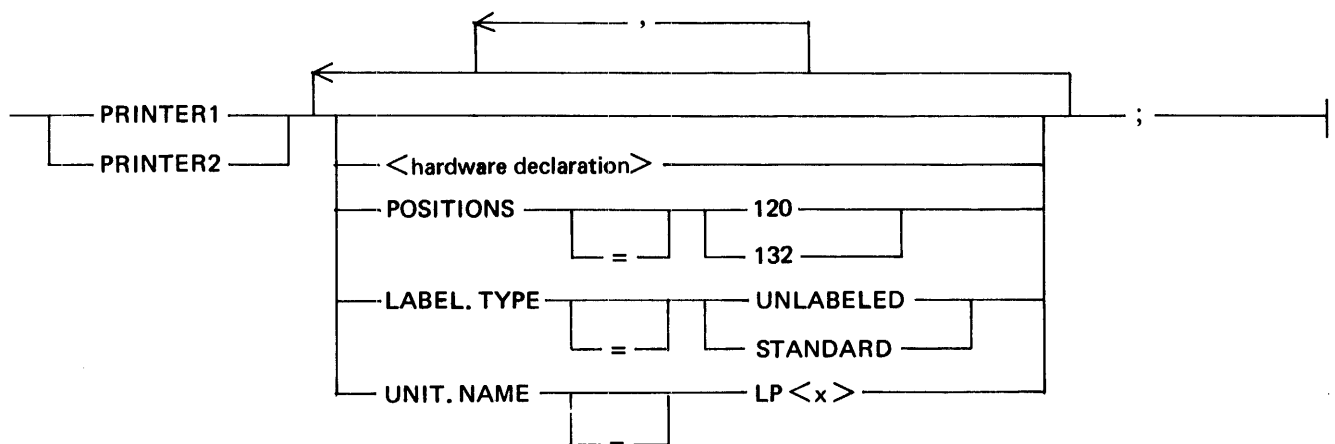 ,
PRINTER1 ;
PRINTER2
<hardware declaration>
POSITIONS 120
= 132
LABEL.TYPE UNLABELED
= STANDARD
UNIT.NAME LP<x>
=